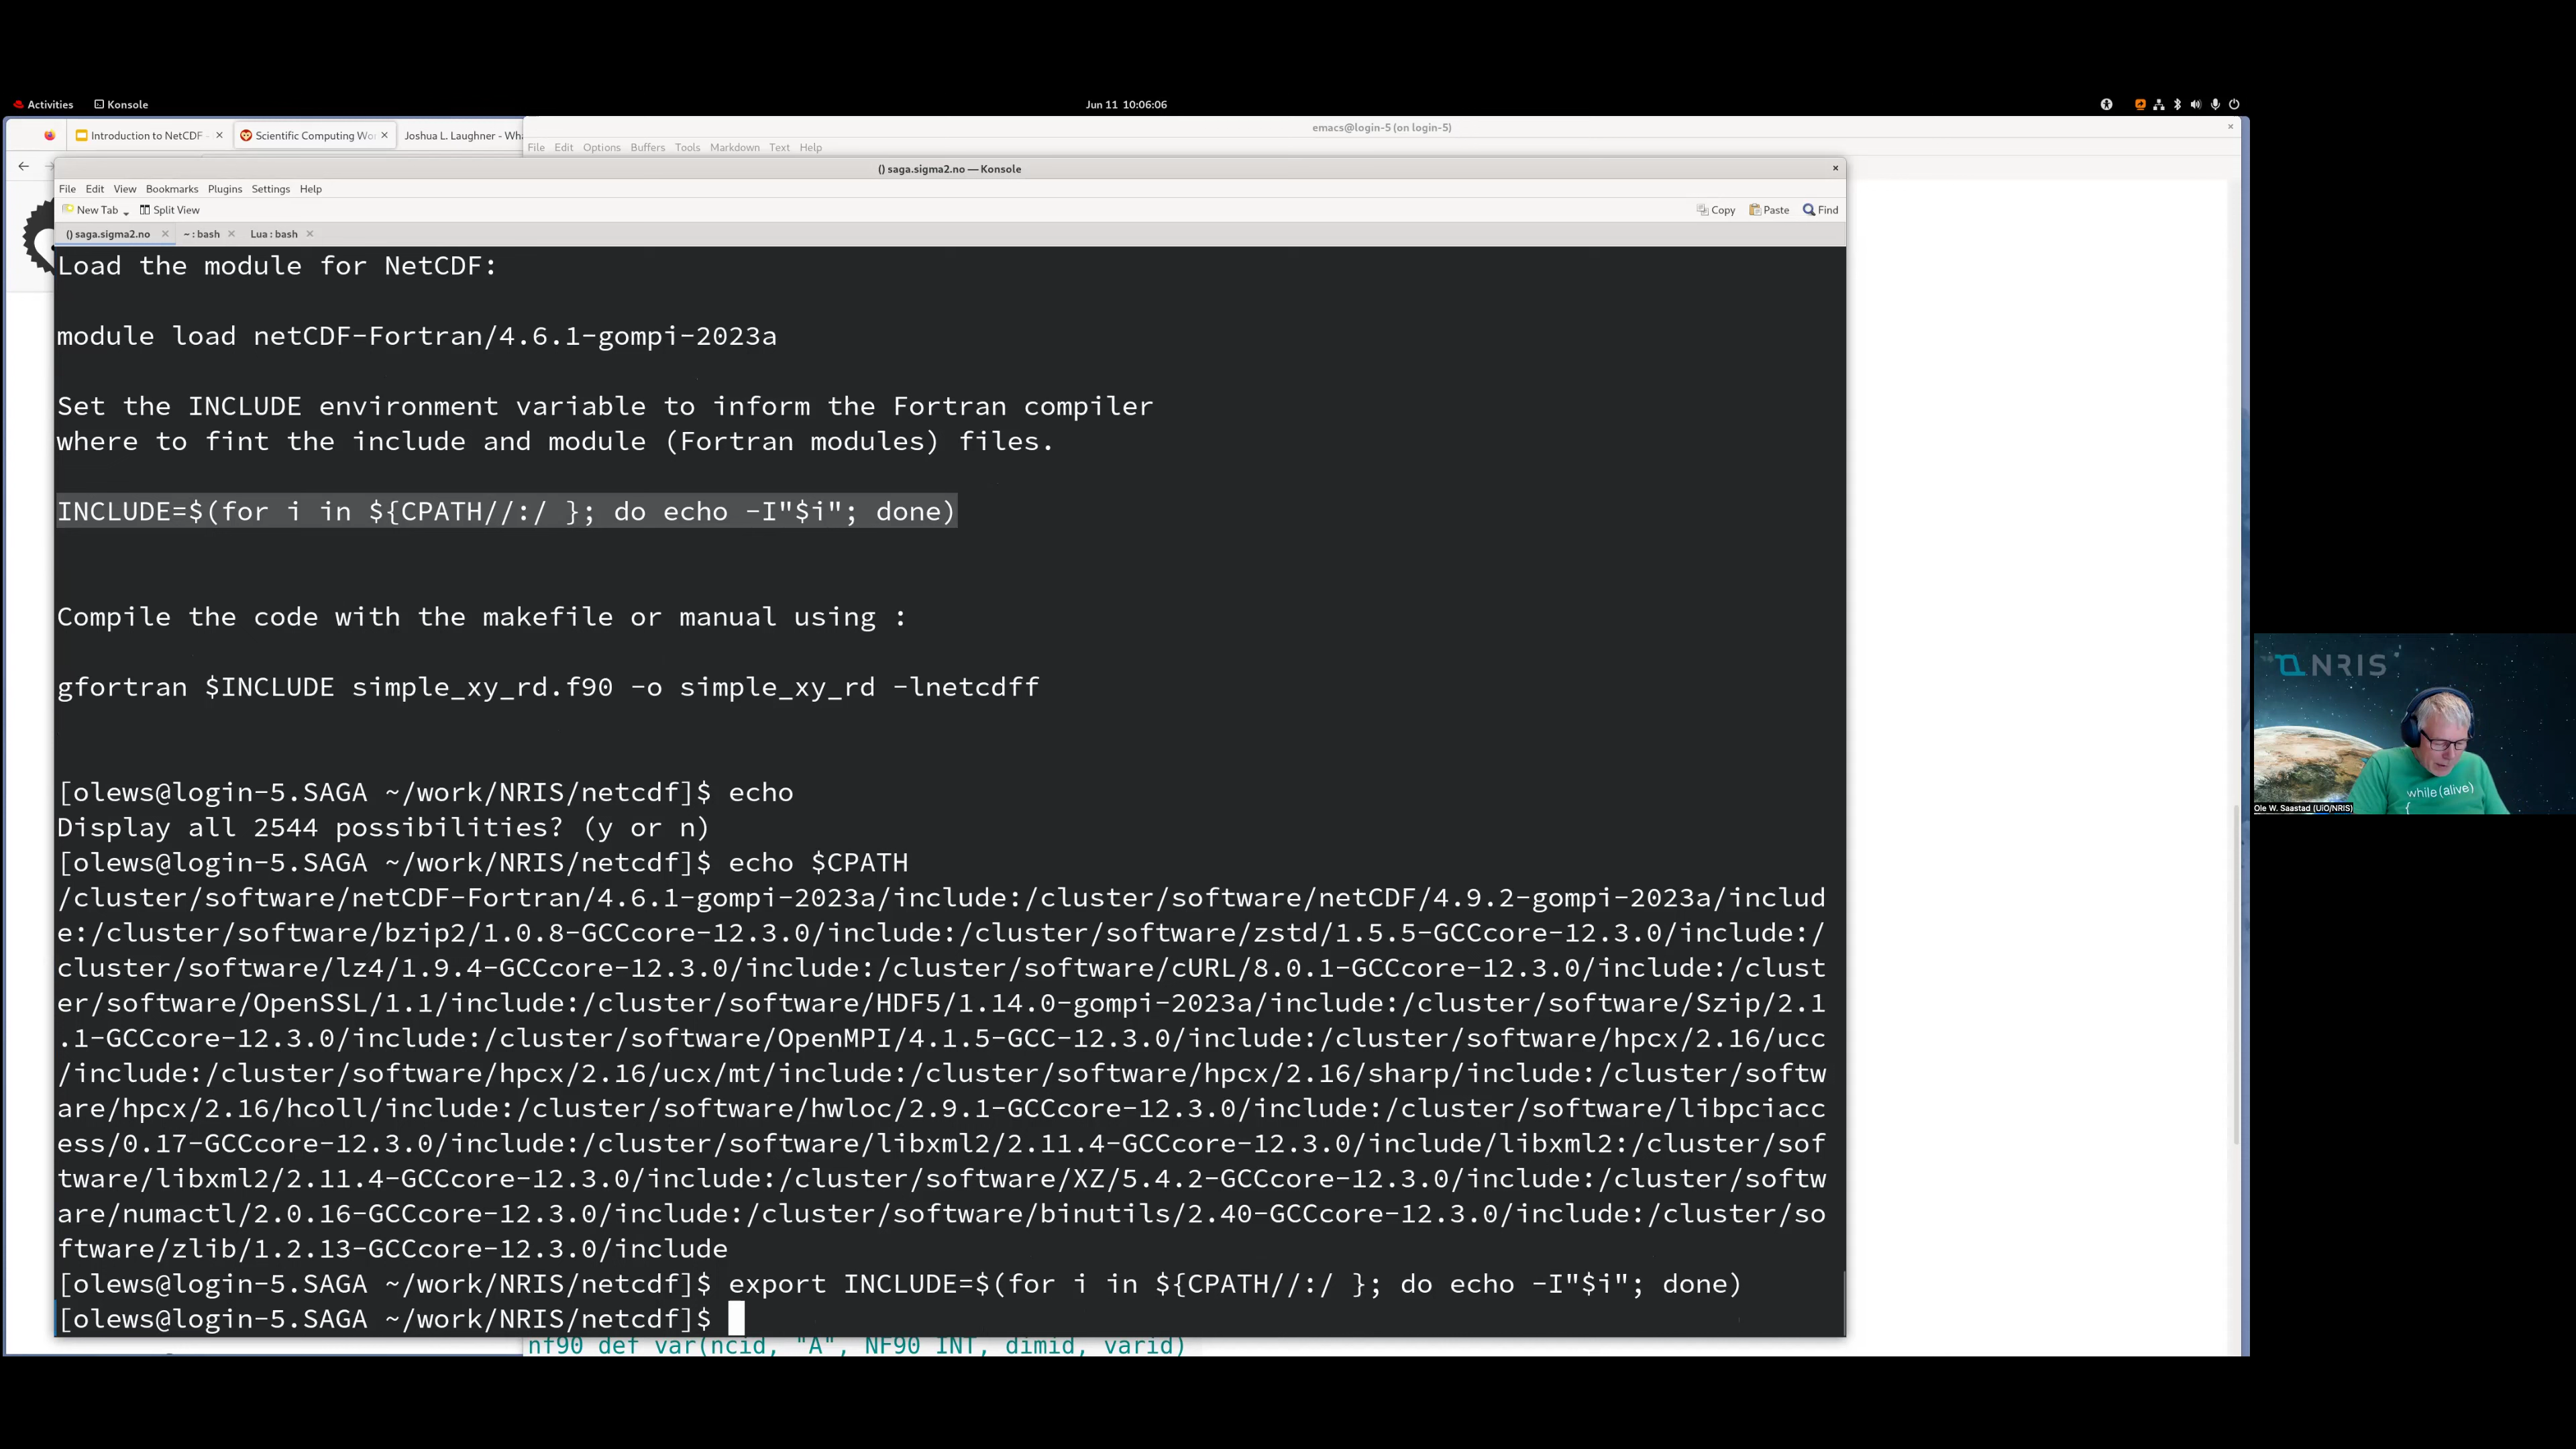 Activities Konsole Jun 11 10:06:06
Introduction to NetCDF Scientific Computing Wo Joshua L. Laughner - Wh emacs@login-5 (on login-5)
File Edit Options Buffers Tools Markdown Text Help
() saga.sigma2.no — Konsole
File Edit View Bookmarks Plugins Settings Help
New Tab Split View Copy Paste Find
() saga.sigma2.no ~ : bash Lua : bash
Load the module for NetCDF:
module load netCDF-Fortran/4.6.1-gompi-2023a
Set the INCLUDE environment variable to inform the Fortran compiler
where to fint the include and module (Fortran modules) files.
INCLUDE=$(for i in ${CPATH//:/ }; do echo -I"$i"; done)
Compile the code with the makefile or manual using :
gfortran $INCLUDE simple_xy_rd.f90 -o simple_xy_rd -lnetcdff
[olews@login-5.SAGA ~/work/NRIS/netcdf]$ echo
Display all 2544 possibilities? (y or n)
[olews@login-5.SAGA ~/work/NRIS/netcdf]$ echo $CPATH
/cluster/software/netCDF-Fortran/4.6.1-gompi-2023a/include:/cluster/software/netCDF/4.9.2-gompi-2023a/includ
e:/cluster/software/bzip2/1.0.8-GCCcore-12.3.0/include:/cluster/software/zstd/1.5.5-GCCcore-12.3.0/include:/
cluster/software/lz4/1.9.4-GCCcore-12.3.0/include:/cluster/software/cURL/8.0.1-GCCcore-12.3.0/include:/clust
er/software/OpenSSL/1.1/include:/cluster/software/HDF5/1.14.0-gompi-2023a/include:/cluster/software/Szip/2.1
.1-GCCcore-12.3.0/include:/cluster/software/OpenMPI/4.1.5-GCC-12.3.0/include:/cluster/software/hpcx/2.16/ucc
/include:/cluster/software/hpcx/2.16/ucx/mt/include:/cluster/software/hpcx/2.16/sharp/include:/cluster/softw
are/hpcx/2.16/hcoll/include:/cluster/software/hwloc/2.9.1-GCCcore-12.3.0/include:/cluster/software/libpciacc
ess/0.17-GCCcore-12.3.0/include:/cluster/software/libxml2/2.11.4-GCCcore-12.3.0/include/libxml2:/cluster/sof
tware/libxml2/2.11.4-GCCcore-12.3.0/include:/cluster/software/XZ/5.4.2-GCCcore-12.3.0/include:/cluster/softw
are/numactl/2.0.16-GCCcore-12.3.0/include:/cluster/software/binutils/2.40-GCCcore-12.3.0/include:/cluster/so
ftware/zlib/1.2.13-GCCcore-12.3.0/include
[olews@login-5.SAGA ~/work/NRIS/netcdf]$ export INCLUDE=$(for i in ${CPATH//:/ }; do echo -I"$i"; done)
[olews@login-5.SAGA ~/work/NRIS/netcdf]$
nf90_def_var(ncid, "A", NF90_INT, dimid, varid)
NRIS
while(alive)
{
Ole W. Saastad (UiO/NRIS)